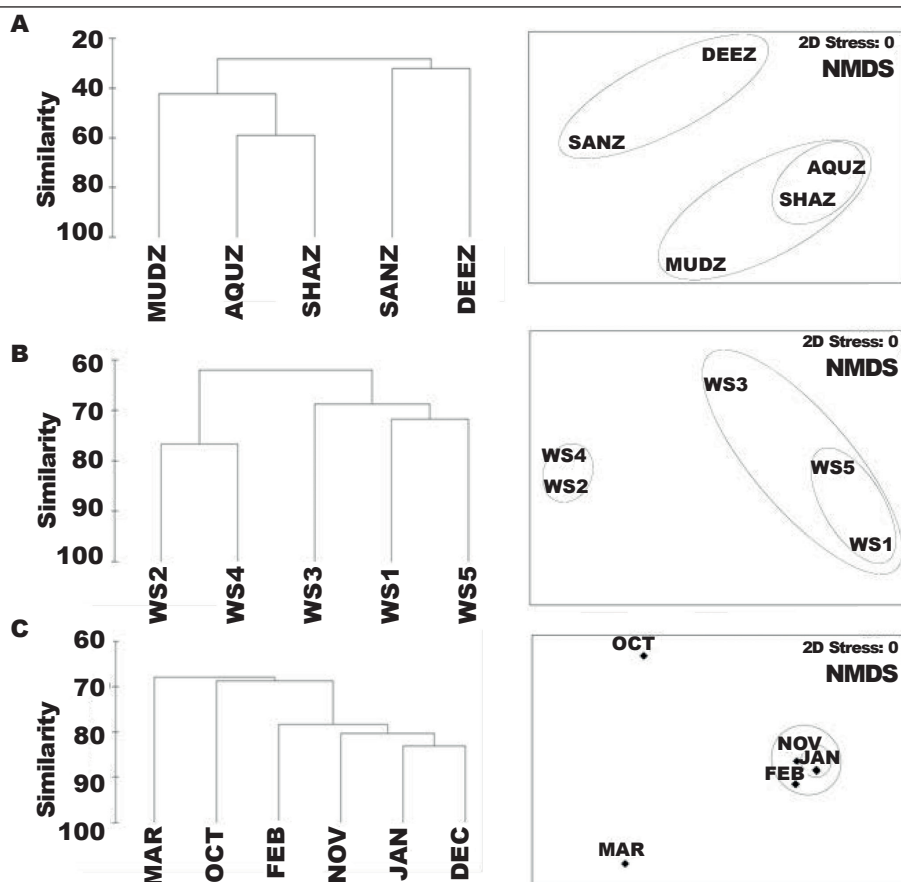 A
20
40
60
80
100
Similarity
MUDZ
AQUZ
SHAZ
SANZ
DEEZ
2D Stress: 0
NMDS
DEEZ
SANZ
AQUZ
SHAZ
MUDZ
B
60
70
80
90
100
WS2
WS4
WS3
WS1
WS5
2D Stress: 0
NMDS
WS3
WS4
WS5
WS2
WS1
C
60
70
80
90
100
Similarity
MAR
OCT
FEB
NOV
JAN
DEC
OCT
2D Stress: 0
NMDS
NOV
JAN
FEB
MAR